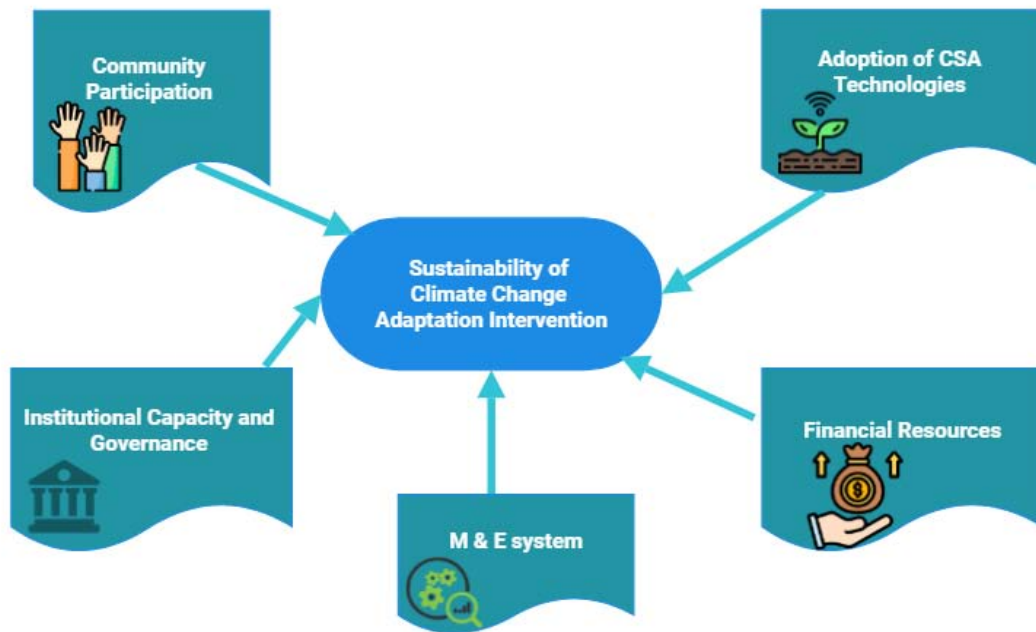 Community
Participation
Adoption of CSA
Technologies
Sustainability of
Climate Change
Adaptation Intervention
Institutional Capacity and
Governance
Financial Resources
$
M & E system